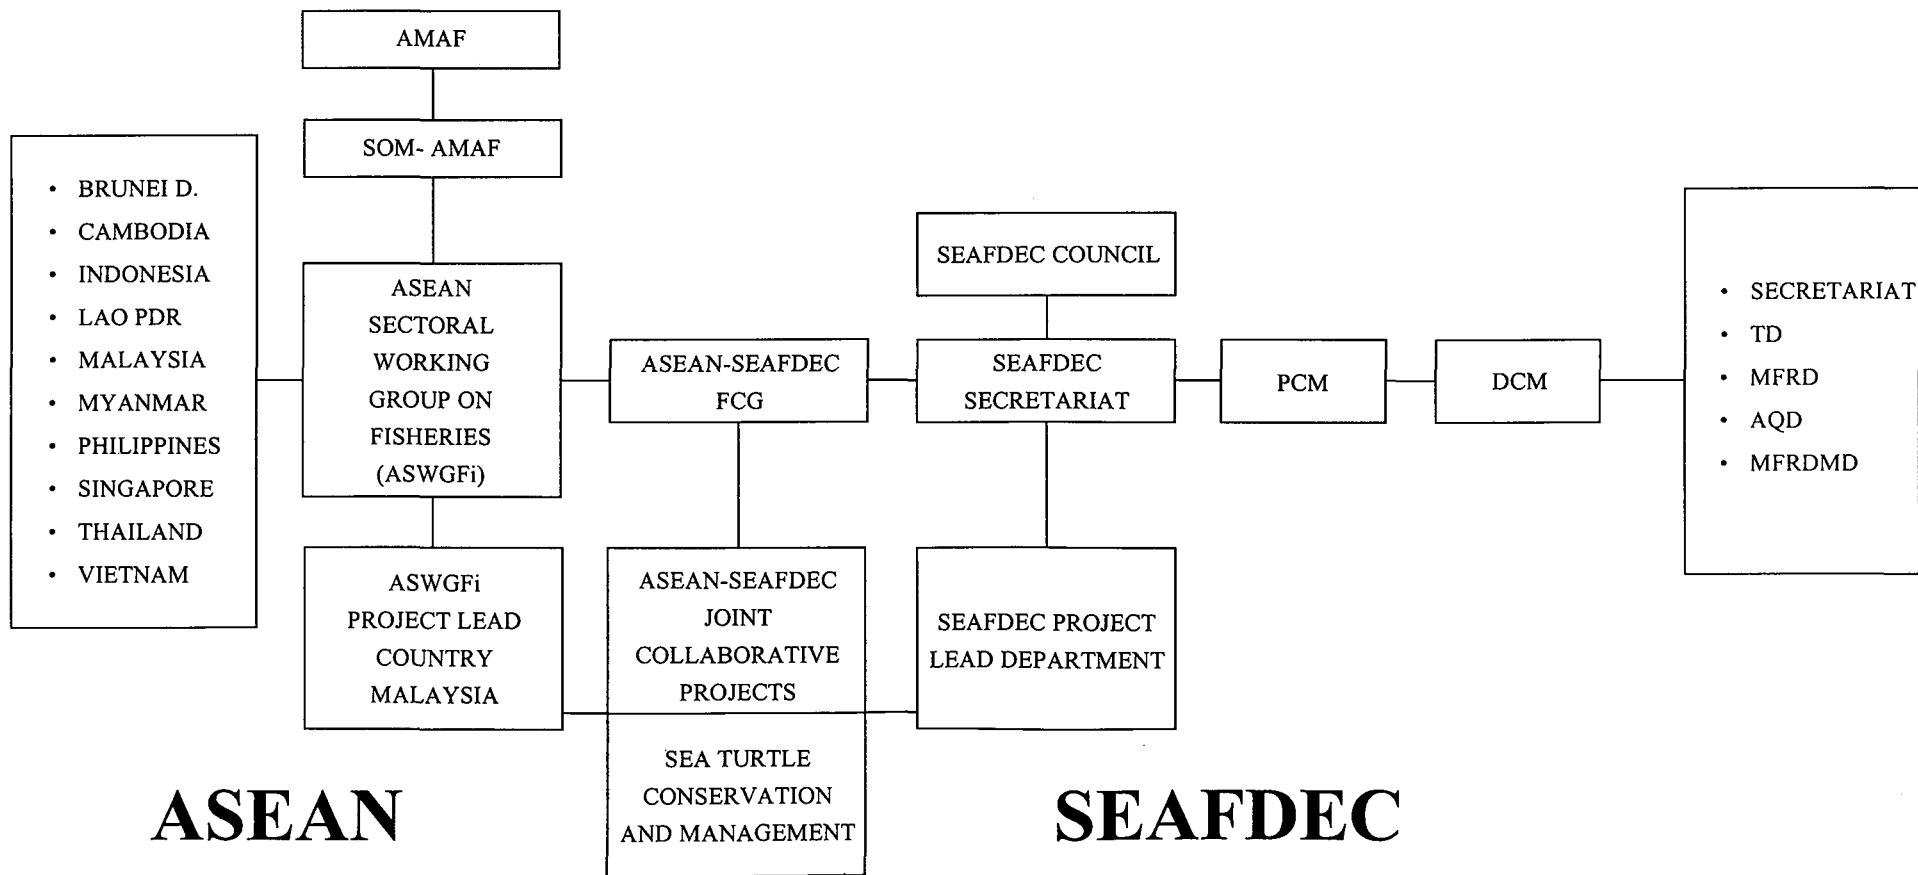 AMAF
SOM- AMAF
• BRUNEI D.
• CAMBODIA
• INDONESIA
• LAO PDR
• MALAYSIA
• MYANMAR
• PHILIPPINES
• SINGAPORE
• THAILAND
• VIETNAM
ASEAN
SECTORAL
WORKING
GROUP ON
FISHERIES
(ASWGFi)
ASEAN-SEAFDEC
FCG
SEAFDEC COUNCIL
SEAFDEC
SECRETARIAT
PCM
DCM
• SECRETARIAT
• TD
• MFRD
• AQD
• MFRDMD
ASWGFi
PROJECT LEAD
COUNTRY
MALAYSIA
ASEAN-SEAFDEC
JOINT
COLLABORATIVE
PROJECTS
SEAFDEC PROJECT
LEAD DEPARTMENT
SEA TURTLE
CONSERVATION
AND MANAGEMENT
ASEAN
SEAFDEC